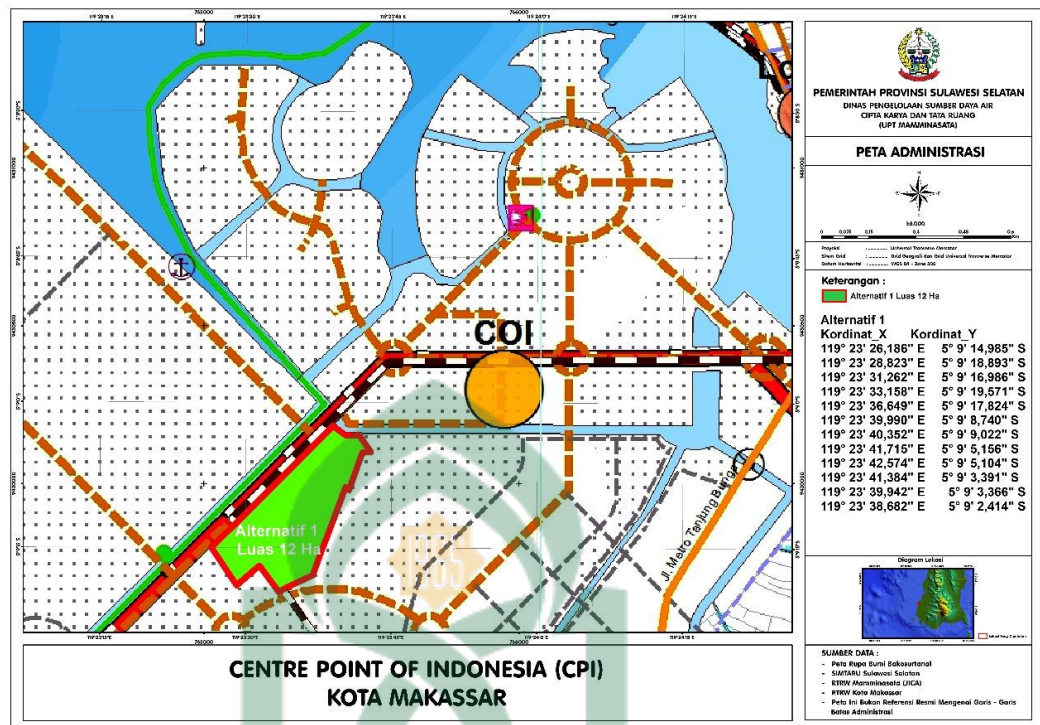 PEMERINTAH PROVINSI SULAWESI SELATAN
DINAS PENGELOLAAN SUMBER DAYA AIR
CIPTA KARYA DAN TATA RUANG
(UPT MAMMINASATA)
PETA ADMINISTRASI
Keterangan :
Alternatif 1 Luas 12 Ha
Alternatif 1
Kordinat_X Kordinat_Y
119° 23' 26,186" E 5° 9' 14,985" S
119° 23' 28,823" E 5° 9' 18,893" S
119° 23' 31,262" E 5° 9' 16,986" S
119° 23' 33,158" E 5° 9' 19,571" S
119° 23' 36,649" E 5° 9' 17,824" S
119° 23' 39,990" E 5° 9' 8,740" S
119° 23' 40,352" E 5° 9' 9,022" S
119° 23' 41,715" E 5° 9' 5,156" S
119° 23' 42,574" E 5° 9' 5,104" S
119° 23' 41,384" E 5° 9' 3,391" S
119° 23' 39,942" E 5° 9' 3,366" S
119° 23' 38,682" E 5° 9' 2,414" S
Diagram Lokasi
SUMBER DATA :
- Peta Rupa Bumi Bakosurtanal
- SIMTARU Sulawesi Selatan
- RTRW Mamminasata (JICA)
- RTRW Kota Makassar
- Peta Ini Bukan Referensi Resmi Mengenai Garis - Garis
Batas Administrasi
COI
Alternatif 1
Luas 12 Ha
Jl. Metro Tanjung Bunga
CENTRE POINT OF INDONESIA (CPI)
KOTA MAKASSAR